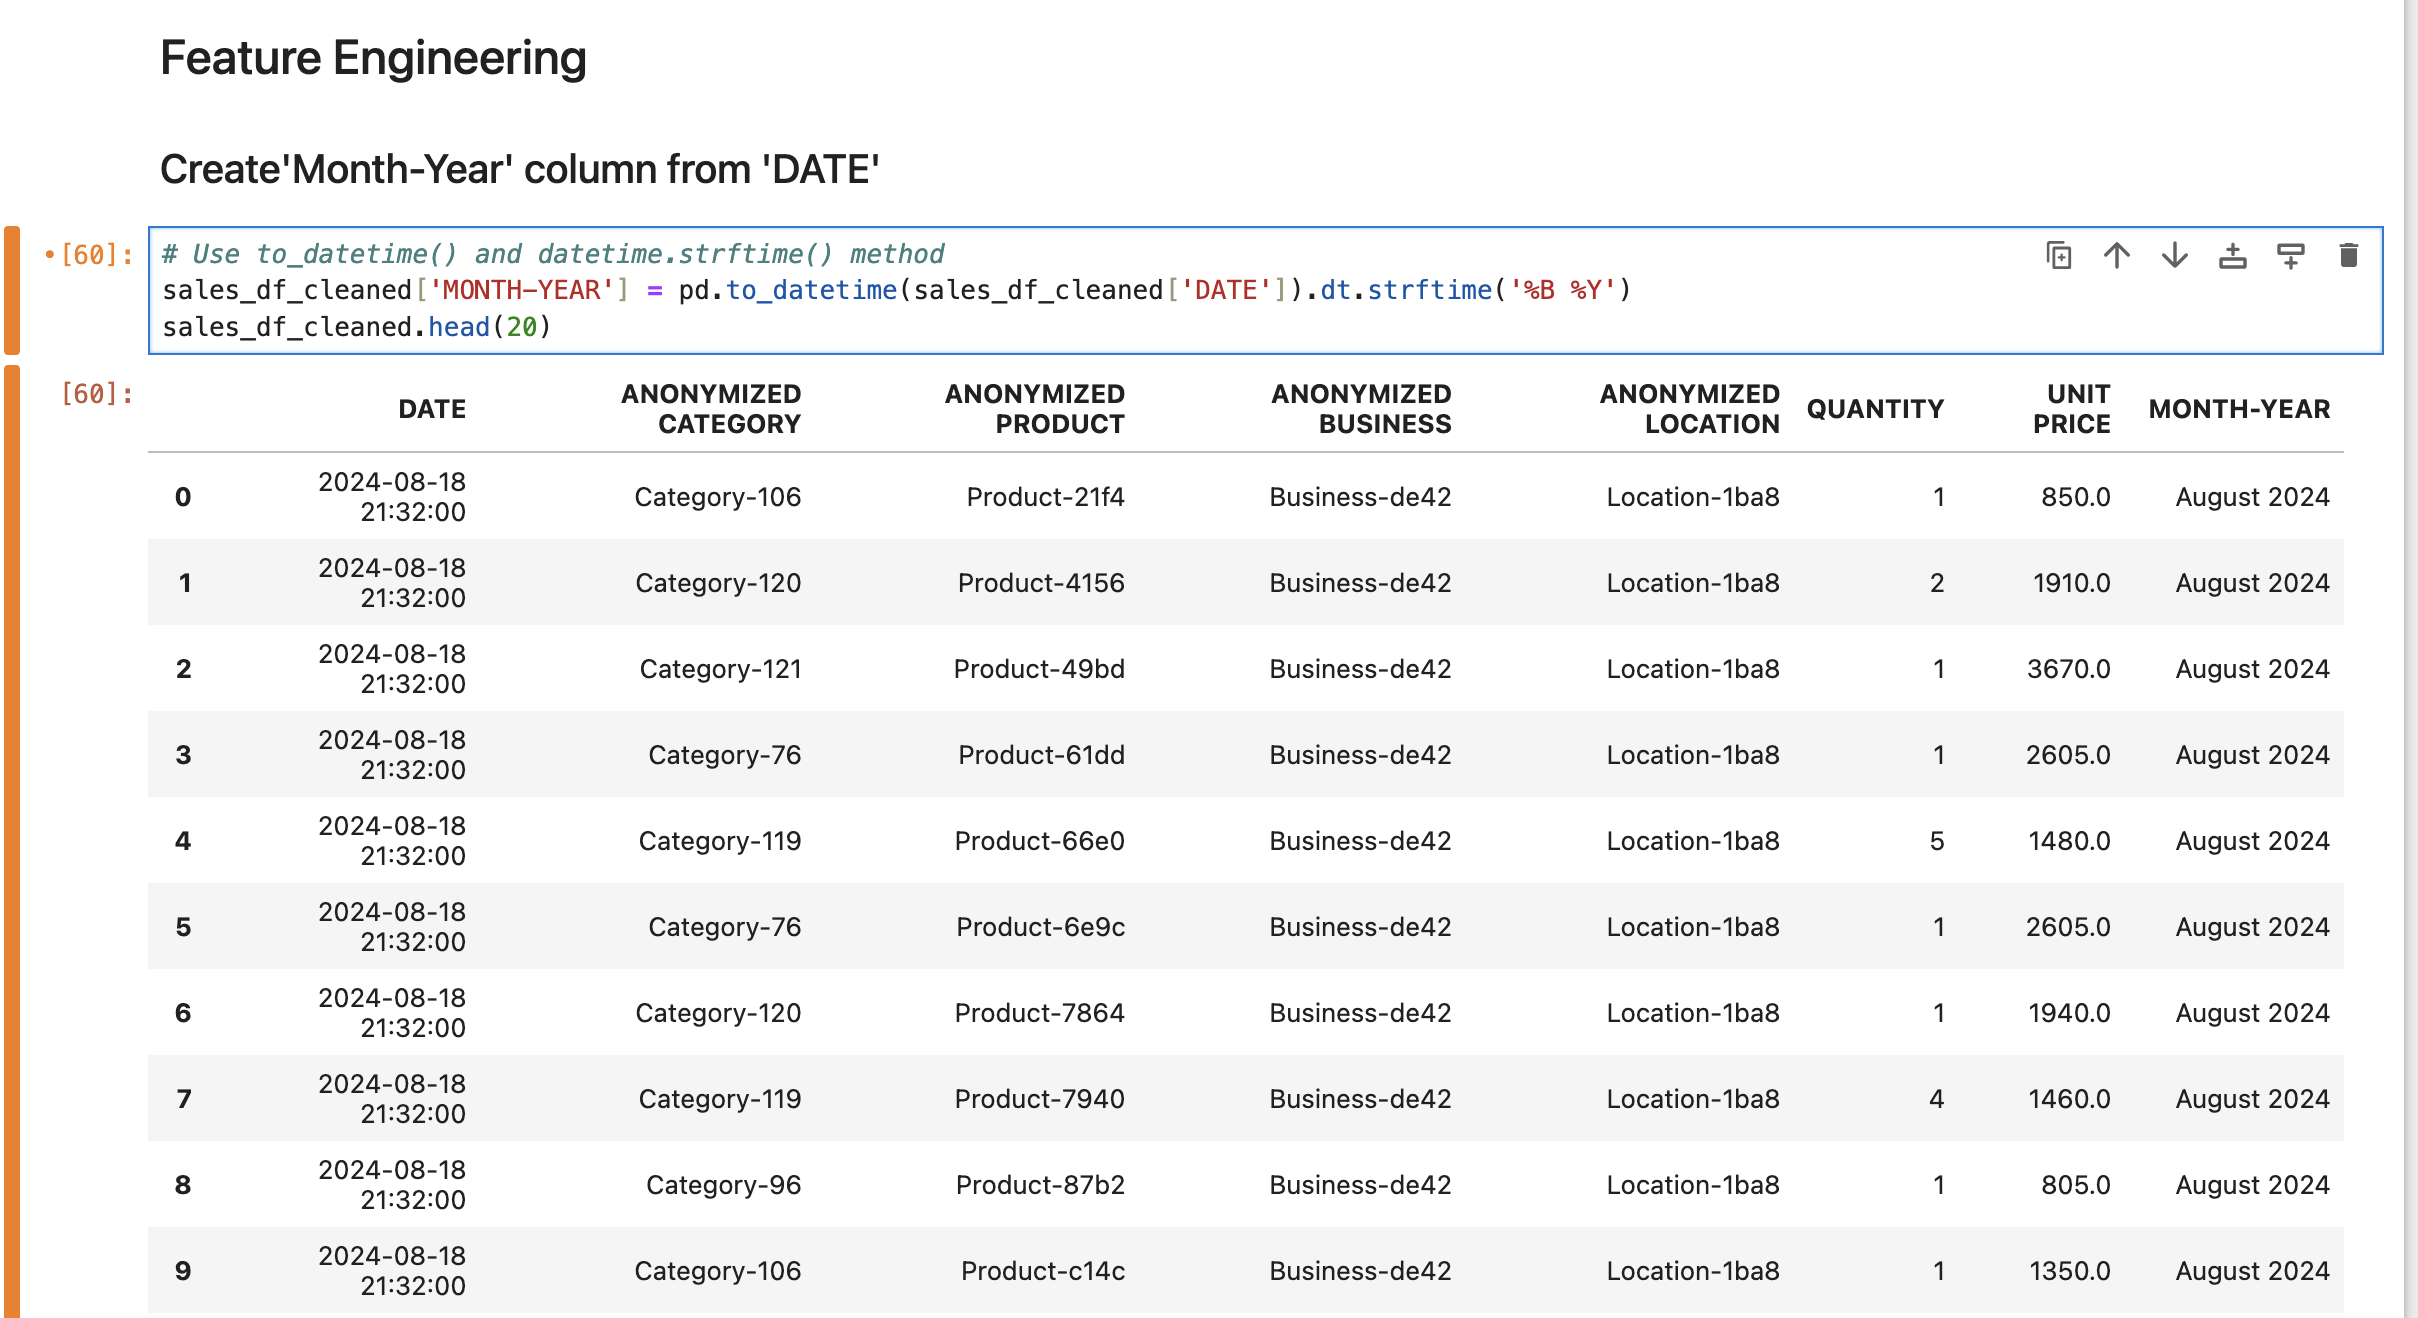 Feature Engineering
Create'Month-Year' column from 'DATE'
•[60]:
# Use to_datetime() and datetime.strftime() method
sales_df_cleaned['MONTH-YEAR'] = pd.to_datetime(sales_df_cleaned['DATE']).dt.strftime('%B %Y')
sales_df_cleaned.head(20)
[60]:
DATE ANONYMIZED CATEGORY ANONYMIZED PRODUCT ANONYMIZED BUSINESS ANONYMIZED LOCATION QUANTITY UNIT PRICE MONTH-YEAR
0 2024-08-18 21:32:00 Category-106 Product-21f4 Business-de42 Location-1ba8 1 850.0 August 2024
1 2024-08-18 21:32:00 Category-120 Product-4156 Business-de42 Location-1ba8 2 1910.0 August 2024
2 2024-08-18 21:32:00 Category-121 Product-49bd Business-de42 Location-1ba8 1 3670.0 August 2024
3 2024-08-18 21:32:00 Category-76 Product-61dd Business-de42 Location-1ba8 1 2605.0 August 2024
4 2024-08-18 21:32:00 Category-119 Product-66e0 Business-de42 Location-1ba8 5 1480.0 August 2024
5 2024-08-18 21:32:00 Category-76 Product-6e9c Business-de42 Location-1ba8 1 2605.0 August 2024
6 2024-08-18 21:32:00 Category-120 Product-7864 Business-de42 Location-1ba8 1 1940.0 August 2024
7 2024-08-18 21:32:00 Category-119 Product-7940 Business-de42 Location-1ba8 4 1460.0 August 2024
8 2024-08-18 21:32:00 Category-96 Product-87b2 Business-de42 Location-1ba8 1 805.0 August 2024
9 2024-08-18 21:32:00 Category-106 Product-c14c Business-de42 Location-1ba8 1 1350.0 August 2024